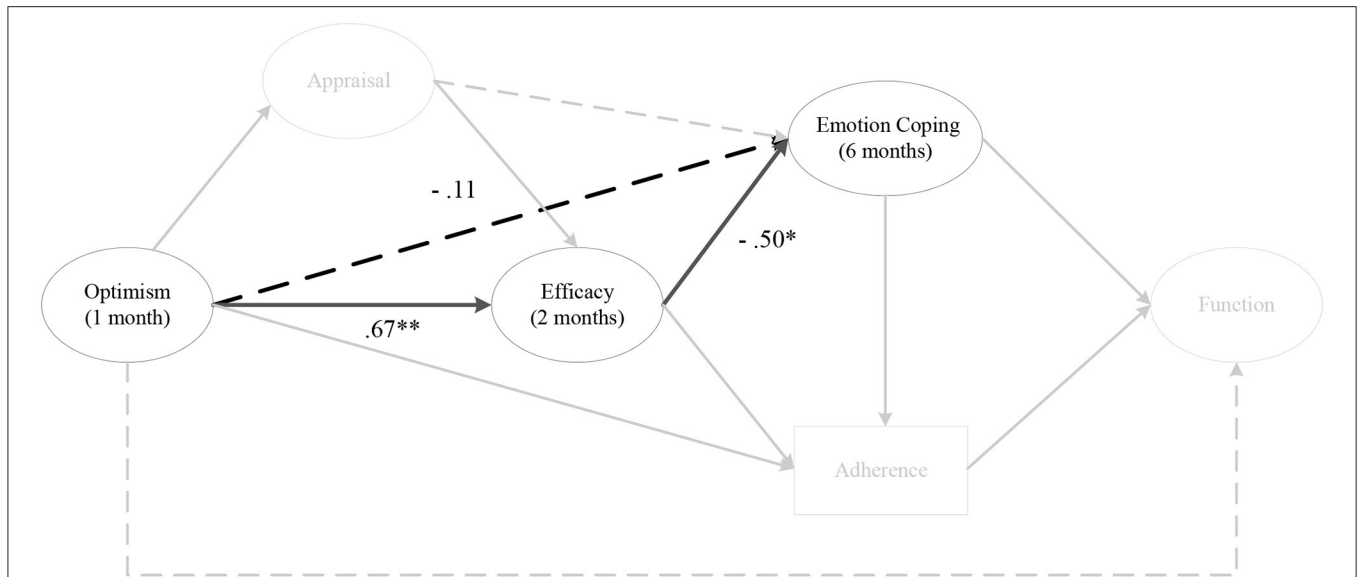 Appraisal
Emotion Coping
(6 months)
- .11
- .50*
Optimism
(1 month)
Efficacy
(2 months)
Function
.67**
Adherence